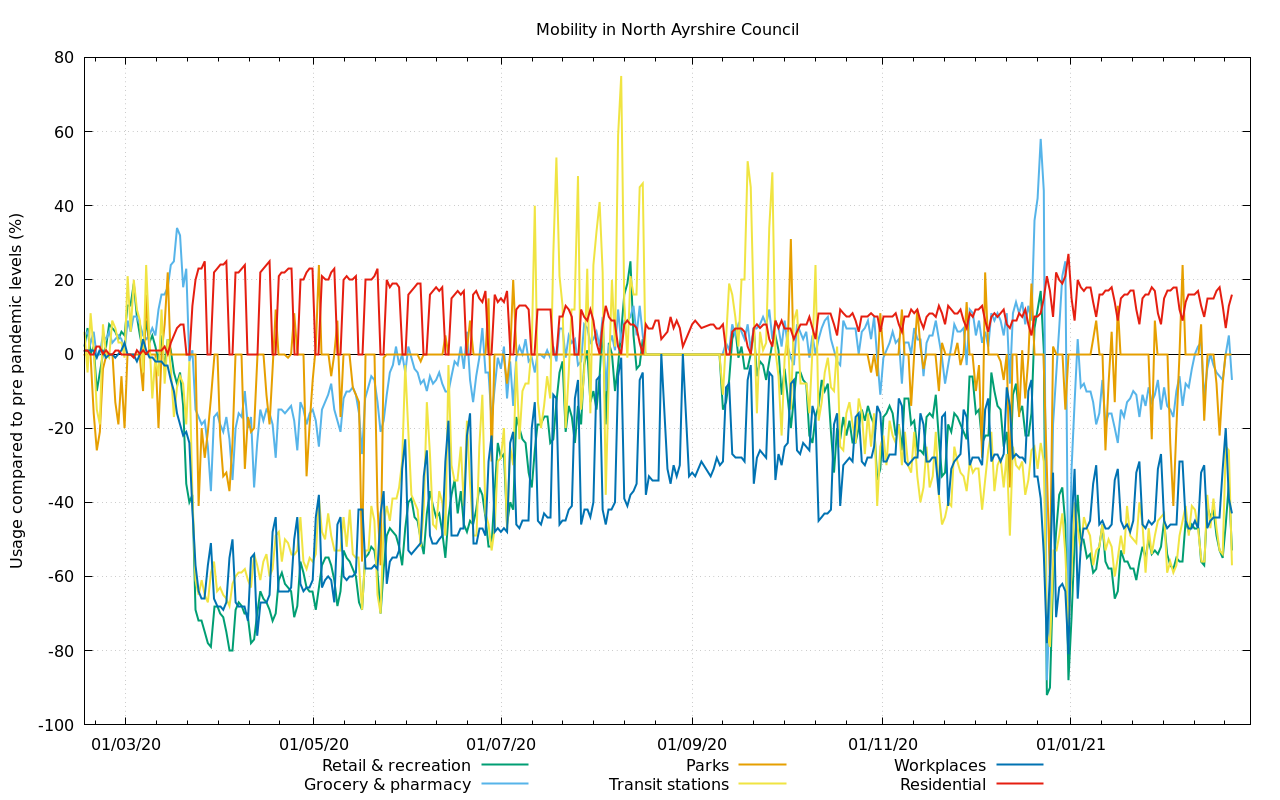 Mobility in North Ayrshire Council
Usage compared to pre pandemic levels (%)
80
60
40
20
0
-20
-40
-60
-80
-100
01/03/20 01/05/20 01/07/20 01/09/20 01/11/20 01/01/21
Retail & recreation Parks Workplaces
Grocery & pharmacy Transit stations Residential